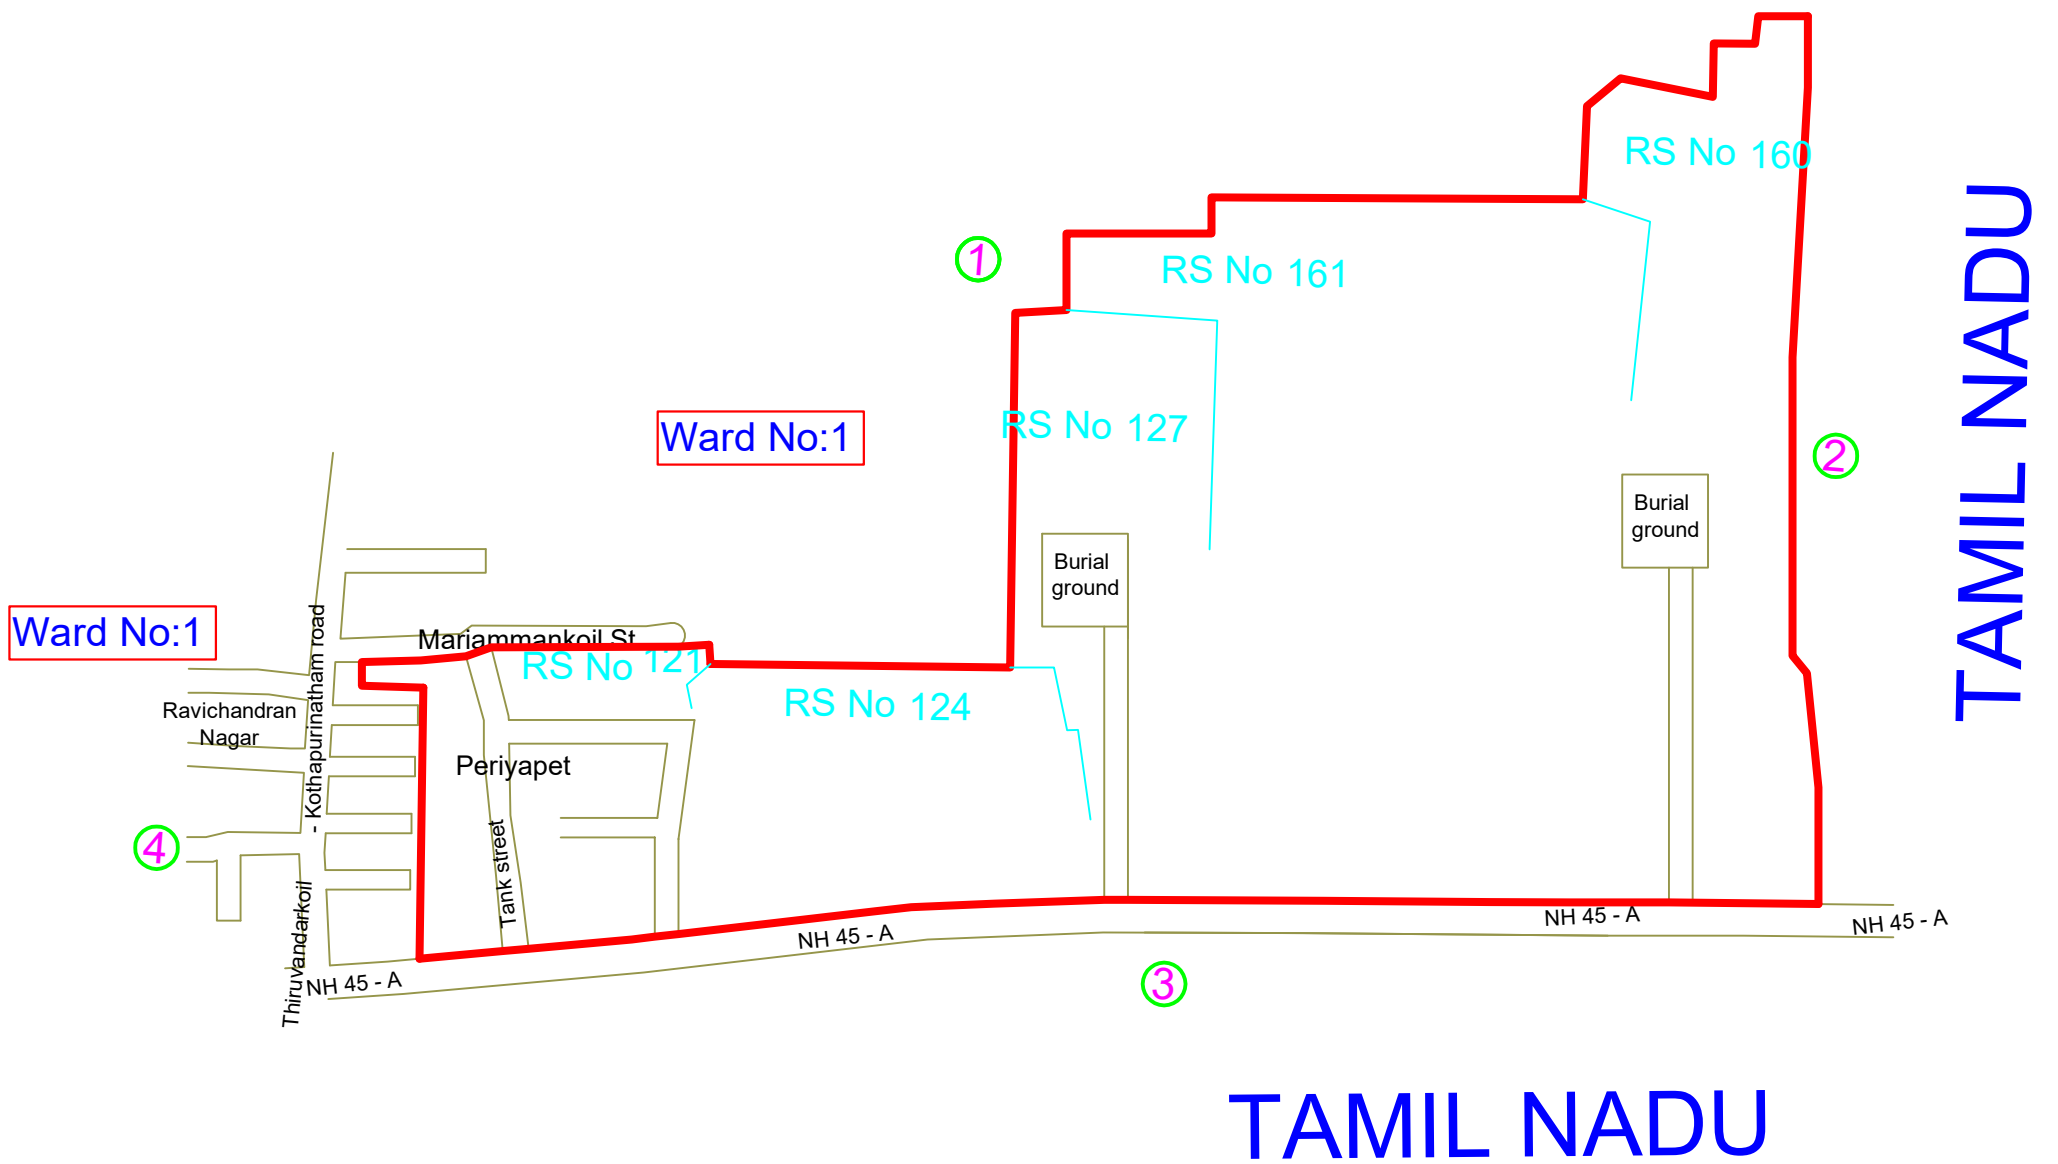 RS No 160
TAMIL NADU
1
RS No 161
RS No 127
Ward No:1
2
Burial
ground
Burial
ground
Ward No:1
Mariammankoil St
RS No 121
RS No 124
Ravichandran
Nagar
Periyapet
4
Tank street
Thiruvandarkoil - Kothapurinatham road
NH 45 - A
NH 45 - A
NH 45 - A
NH 45 - A
3
TAMIL NADU